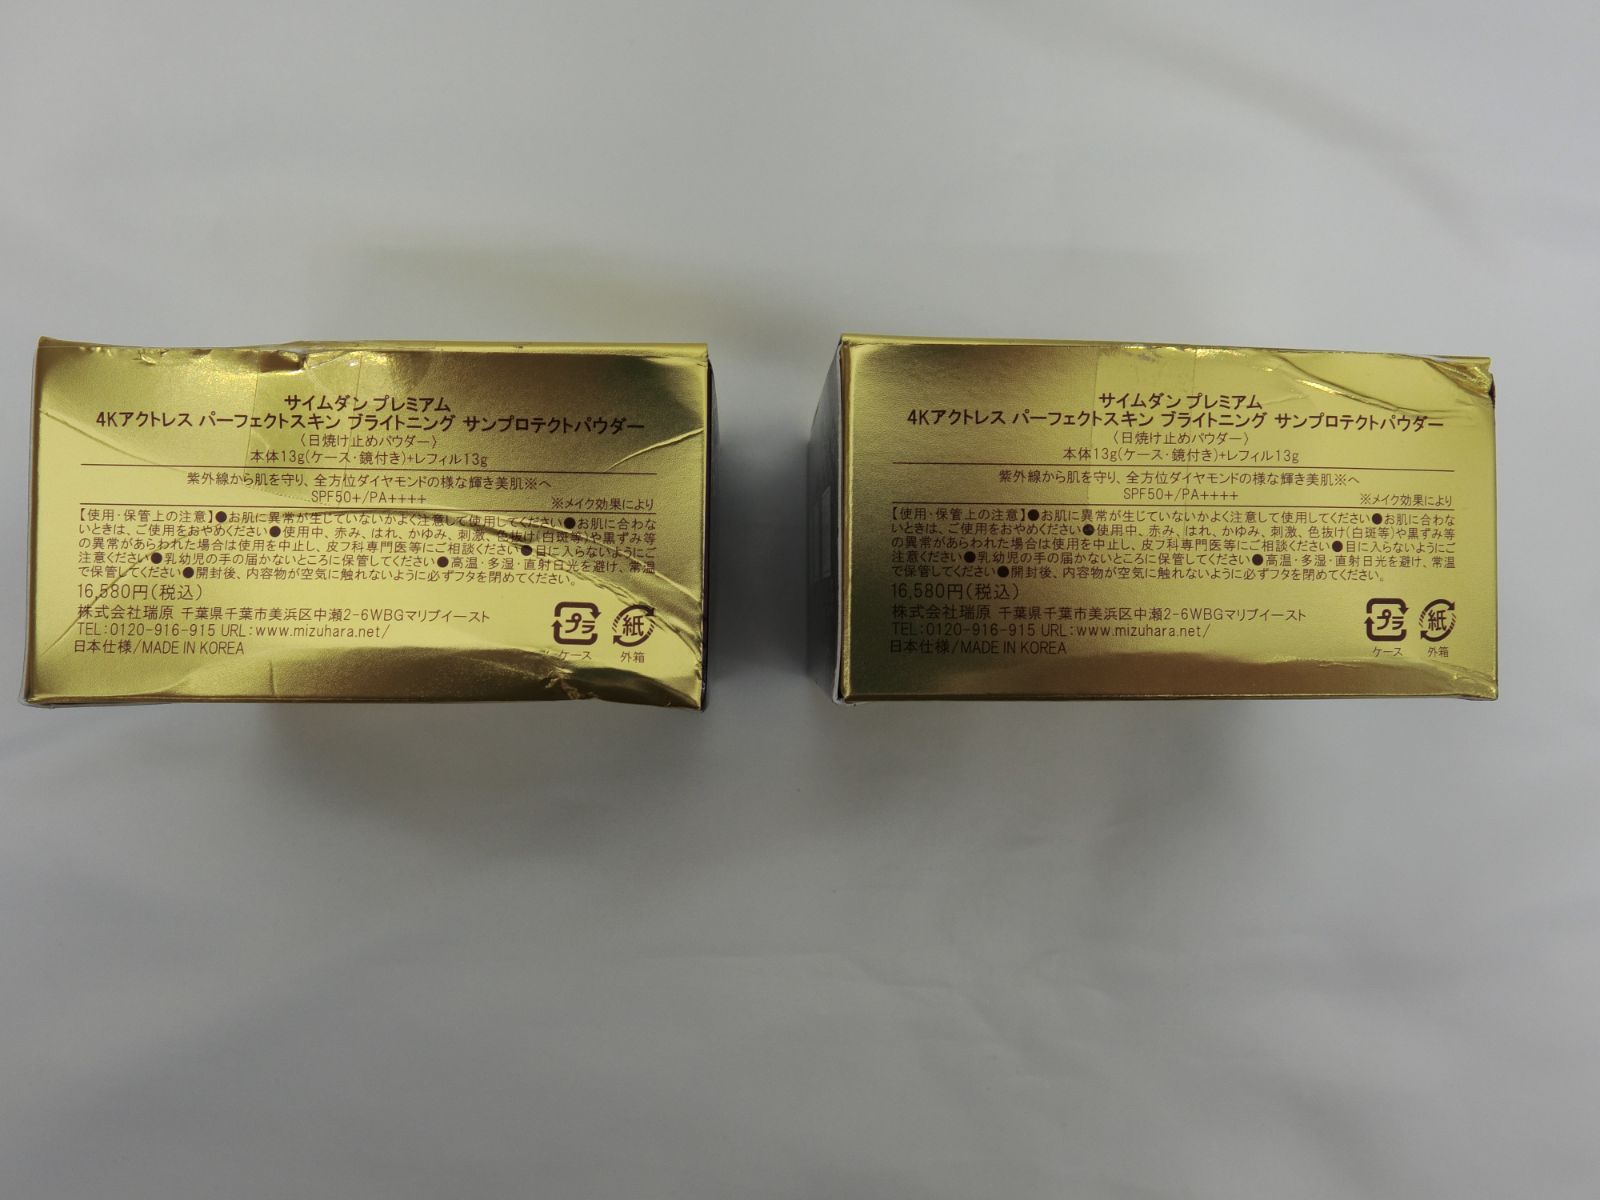 サイムダン プレミアム
4Kアクトレス パーフェクトスキン ブライトニング サンプロテクトパウダー
〈日焼け止めパウダー〉
本体13g(ケース・鏡付き)+レフィル13g
紫外線から肌を守り、全方位ダイヤモンドの様な輝き美肌※へ
SPF50+/PA++++
※メイク効果により
【使用・保管上の注意】●お肌に異常が生じていないかよく注意して使用してください●お肌に合わな
いときは、ご使用をおやめください●使用中、赤み、はれ、かゆみ、刺激、色抜け(白斑等)や黒ずみ等
の異常があらわれた場合は使用を中止し、皮フ科専門医等にご相談ください●目に入らないようにご
注意ください●乳幼児の手の届かないところに保管してください●高温・多湿・直射日光を避け、常温
で保管してください●開封後、内容物が空気に触れないように必ずフタを閉めてください。
16,580円(税込)
株式会社瑞原 千葉県千葉市美浜区中瀬2-6WBGマリブイースト
TEL:0120-916-915 URL:www.mizuhara.net/
日本仕様/MADE IN KOREA
プラ
ケース
紙
外箱
サイムダン プレミアム
4Kアクトレス パーフェクトスキン ブライトニング サンプロテクトパウダー
〈日焼け止めパウダー〉
本体13g(ケース・鏡付き)+レフィル13g
紫外線から肌を守り、全方位ダイヤモンドの様な輝き美肌※へ
SPF50+/PA++++
※メイク効果により
【使用・保管上の注意】●お肌に異常が生じていないかよく注意して使用してください●お肌に合わな
いときは、ご使用をおやめください●使用中、赤み、はれ、かゆみ、刺激、色抜け(白斑等)や黒ずみ等
の異常があらわれた場合は使用を中止し、皮フ科専門医等にご相談ください●目に入らないようにご
注意ください●乳幼児の手の届かないところに保管してください●高温・多湿・直射日光を避け、常温
で保管してください●開封後、内容物が空気に触れないように必ずフタを閉めてください。
16,580円(税込)
株式会社瑞原 千葉県千葉市美浜区中瀬2-6WBGマリブイースト
TEL:0120-916-915 URL:www.mizuhara.net/
日本仕様/MADE IN KOREA
プラ
ケース
紙
外箱